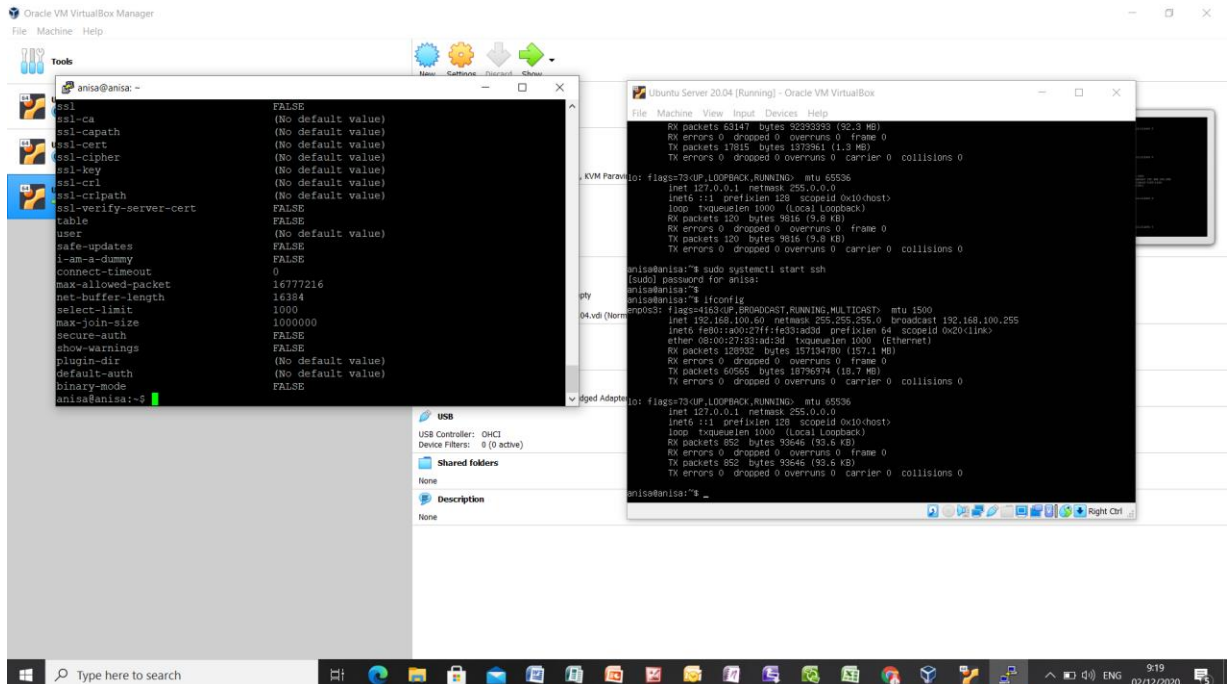 Oracle VM VirtualBox Manager
File Machine Help
Tools
New Settings Discard Show
anisa@anisa: ~
ssl FALSE
ssl-ca (No default value)
ssl-capath (No default value)
ssl-cert (No default value)
ssl-cipher (No default value)
ssl-key (No default value)
ssl-crl (No default value)
ssl-crlpath (No default value)
ssl-verify-server-cert FALSE
table FALSE
user (No default value)
safe-updates FALSE
i-am-a-dummy FALSE
connect-timeout 0
max-allowed-packet 16777216
net-buffer-length 16384
select-limit 1000
max-join-size 1000000
secure-auth FALSE
show-warnings FALSE
plugin-dir (No default value)
default-auth (No default value)
binary-mode FALSE
anisa@anisa:~$
, KVM Paravi
pty
04.vdi (Norm
dged Adapte
USB
USB Controller: OHCI
Device Filters: 0 (0 active)
Shared folders
None
Description
None
Ubuntu Server 20.04 [Running] - Oracle VM VirtualBox
File Machine View Input Devices Help
RX packets 63147 bytes 92393393 (92.3 MB)
RX errors 0 dropped 0 overruns 0 frame 0
TX packets 17815 bytes 1373961 (1.3 MB)
TX errors 0 dropped 0 overruns 0 carrier 0 collisions 0
lo: flags=73<UP,LOOPBACK,RUNNING> mtu 65536
inet 127.0.0.1 netmask 255.0.0.0
inet6 ::1 prefixlen 128 scopeid 0x10<host>
loop txqueuelen 1000 (Local Loopback)
RX packets 120 bytes 9816 (9.8 KB)
RX errors 0 dropped 0 overruns 0 frame 0
TX packets 120 bytes 9816 (9.8 KB)
TX errors 0 dropped 0 overruns 0 carrier 0 collisions 0
anisa@anisa:~$ sudo systemctl start ssh
[sudo] password for anisa:
anisa@anisa:~$
anisa@anisa:~$ ifconfig
enp0s3: flags=4163<UP,BROADCAST,RUNNING,MULTICAST> mtu 1500
inet 192.168.100.60 netmask 255.255.255.0 broadcast 192.168.100.255
inet6 fe80::a00:27ff:fe33:ad3d prefixlen 64 scopeid 0x20<link>
ether 08:00:27:33:ad:3d txqueuelen 1000 (Ethernet)
RX packets 128932 bytes 157134780 (157.1 MB)
RX errors 0 dropped 0 overruns 0 frame 0
TX packets 60565 bytes 18796974 (18.7 MB)
TX errors 0 dropped 0 overruns 0 carrier 0 collisions 0
lo: flags=73<UP,LOOPBACK,RUNNING> mtu 65536
inet 127.0.0.1 netmask 255.0.0.0
inet6 ::1 prefixlen 128 scopeid 0x10<host>
loop txqueuelen 1000 (Local Loopback)
RX packets 852 bytes 93646 (93.6 KB)
RX errors 0 dropped 0 overruns 0 frame 0
TX packets 852 bytes 93646 (93.6 KB)
TX errors 0 dropped 0 overruns 0 carrier 0 collisions 0
anisa@anisa:~$ _
Right Ctrl
Type here to search
ENG
9:19
02/12/2020